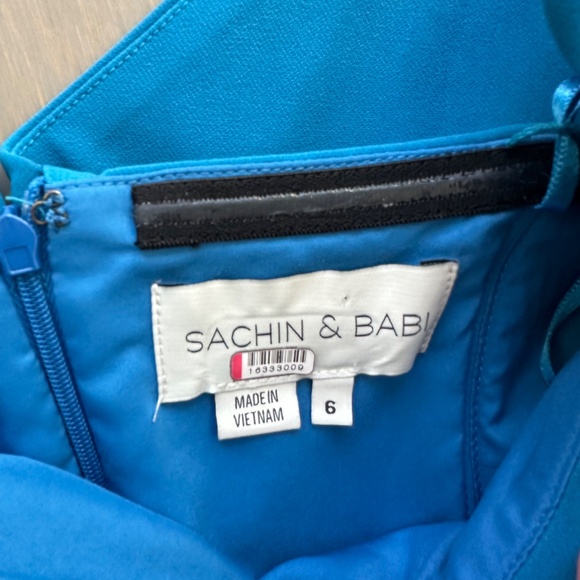 SACHIN & BABI
16333009
MADE IN
VIETNAM
6